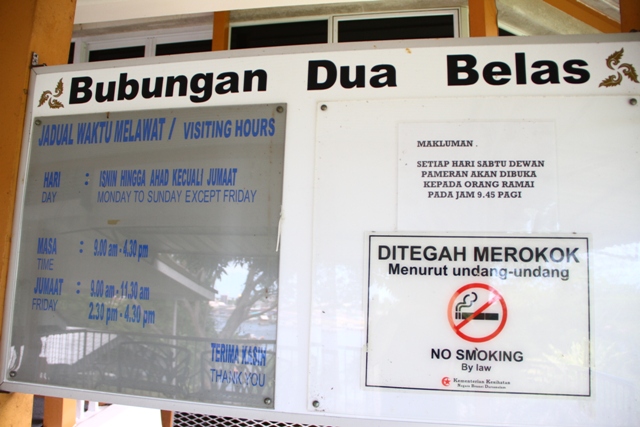 Bubungan Dua Belas
JADUAL WAKTU MELAWAT / VISITING HOURS
HARI : ISNIN HINGGA AHAD KECUALI JUMAAT
DAY MONDAY TO SUNDAY EXCEPT FRIDAY
MASA : 9.00 am - 4.30 pm
TIME
JUMAAT : 9.00 am - 11.30 am
FRIDAY 2.30 pm - 4.30 pm
TERIMA KASIH
THANK YOU
MAKLUMAN .
SETIAP HARI SABTU DEWAN
PAMERAN AKAN DIBUKA
KEPADA ORANG RAMAI
PADA JAM 9.45 PAGI
DITEGAH MEROKOK
Menurut undang-undang
NO SMOKING
By law
Kementerian Kesihatan
Negara Brunei Darussalam